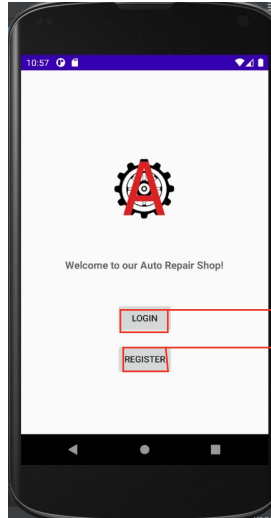 10:57
A
Welcome to our Auto Repair Shop!
LOGIN
REGISTER